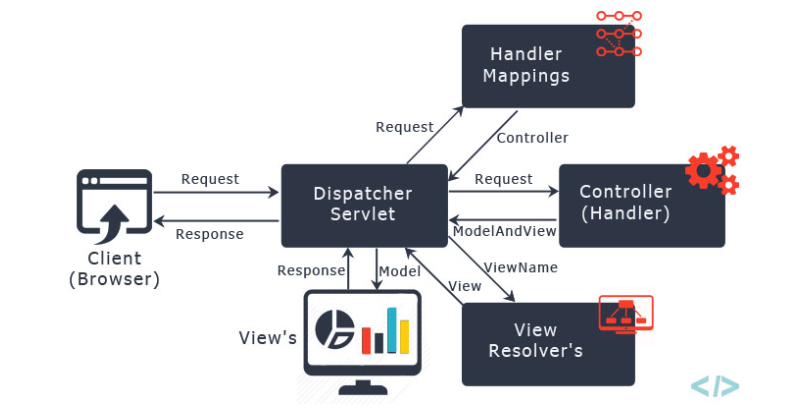 Handler
Mappings
Request
Controller
Request
Dispatcher
Servlet
Request
Controller
(Handler)
Response
ModelAndView
Client
(Browser)
Response
Model
View
ViewName
View's
View
Resolver's
</>